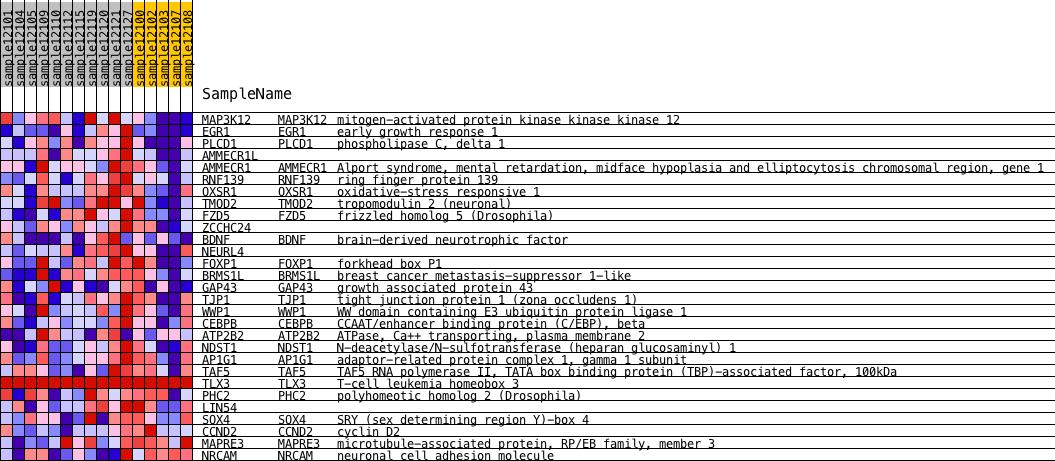 sample12101
sample12104
sample12105
sample12109
sample12110
sample12112
sample12115
sample12119
sample12120
sample12121
sample12127
sample12100
sample12102
sample12103
sample12107
sample12108
SampleName
MAP3K12 MAP3K12 mitogen-activated protein kinase kinase kinase 12
EGR1 EGR1 early growth response 1
PLCD1 PLCD1 phospholipase C, delta 1
AMMECR1L
AMMECR1 AMMECR1 Alport syndrome, mental retardation, midface hypoplasia and elliptocytosis chromosomal region, gene 1
RNF139 RNF139 ring finger protein 139
OXSR1 OXSR1 oxidative-stress responsive 1
TMOD2 TMOD2 tropomodulin 2 (neuronal)
FZD5 FZD5 frizzled homolog 5 (Drosophila)
ZCCHC24
BDNF BDNF brain-derived neurotrophic factor
NEURL4
FOXP1 FOXP1 forkhead box P1
BRMS1L BRMS1L breast cancer metastasis-suppressor 1-like
GAP43 GAP43 growth associated protein 43
TJP1 TJP1 tight junction protein 1 (zona occludens 1)
WWP1 WWP1 WW domain containing E3 ubiquitin protein ligase 1
CEBPB CEBPB CCAAT/enhancer binding protein (C/EBP), beta
ATP2B2 ATP2B2 ATPase, Ca++ transporting, plasma membrane 2
NDST1 NDST1 N-deacetylase/N-sulfotransferase (heparan glucosaminyl) 1
AP1G1 AP1G1 adaptor-related protein complex 1, gamma 1 subunit
TAF5 TAF5 TAF5 RNA polymerase II, TATA box binding protein (TBP)-associated factor, 100kDa
TLX3 TLX3 T-cell leukemia homeobox 3
PHC2 PHC2 polyhomeotic homolog 2 (Drosophila)
LIN54
SOX4 SOX4 SRY (sex determining region Y)-box 4
CCND2 CCND2 cyclin D2
MAPRE3 MAPRE3 microtubule-associated protein, RP/EB family, member 3
NRCAM NRCAM neuronal cell adhesion molecule